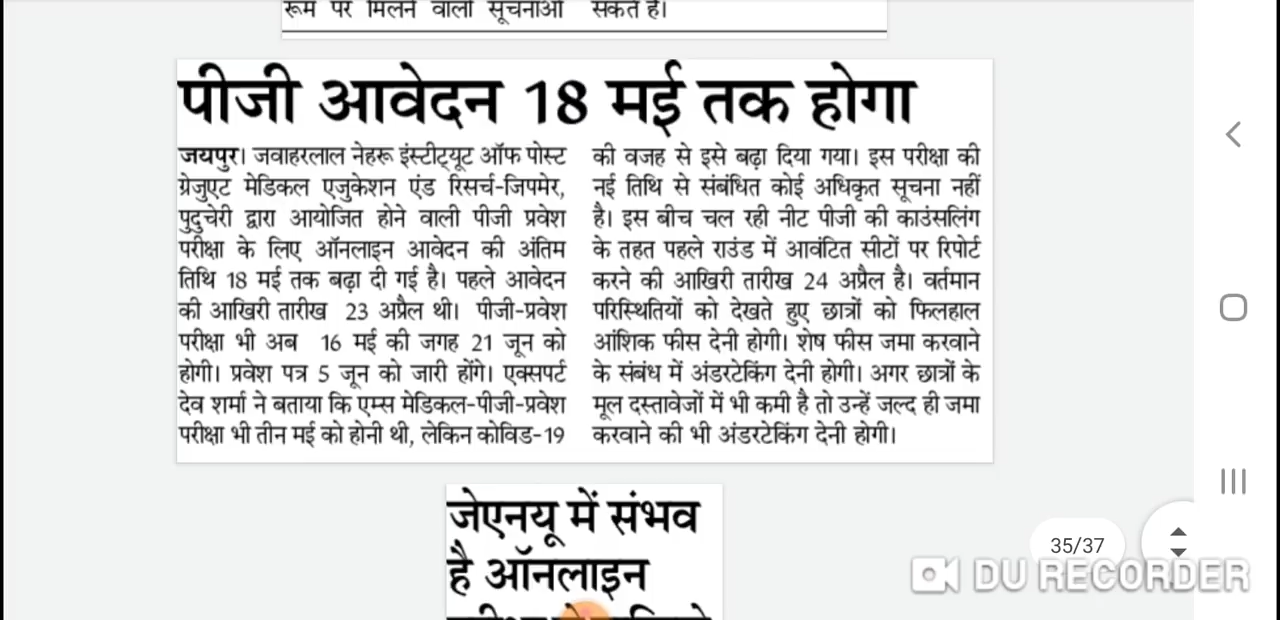 रूम पर मिलने वाली सूचनाओं सकते हैं।
पीजी आवेदन 18 मई तक होगा
जयपुर। जवाहरलाल नेहरू इंस्टीट्यूट ऑफ पोस्ट
ग्रेजुएट मेडिकल एजुकेशन एंड रिसर्च-जिपमेर,
पुदुचेरी द्वारा आयोजित होने वाली पीजी प्रवेश
परीक्षा के लिए ऑनलाइन आवेदन की अंतिम
तिथि 18 मई तक बढ़ा दी गई है। पहले आवेदन
की आखिरी तारीख 23 अप्रैल थी। पीजी-प्रवेश
परीक्षा भी अब 16 मई की जगह 21 जून को
होगी। प्रवेश पत्र 5 जून को जारी होंगे। एक्सपर्ट
देव शर्मा ने बताया कि एम्स मेडिकल-पीजी-प्रवेश
परीक्षा भी तीन मई को होनी थी, लेकिन कोविड-19
की वजह से इसे बढ़ा दिया गया। इस परीक्षा की
नई तिथि से संबंधित कोई अधिकृत सूचना नहीं
है। इस बीच चल रही नीट पीजी की काउंसलिंग
के तहत पहले राउंड में आवंटित सीटों पर रिपोर्ट
करने की आखिरी तारीख 24 अप्रैल है। वर्तमान
परिस्थितियों को देखते हुए छात्रों को फिलहाल
आंशिक फीस देनी होगी। शेष फीस जमा करवाने
के संबंध में अंडरटेकिंग देनी होगी। अगर छात्रों के
मूल दस्तावेजों में भी कमी है तो उन्हें जल्द ही जमा
करवाने की भी अंडरटेकिंग देनी होगी।
जेएनयू में संभव
है ऑनलाइन
35/37
DU RECORDER